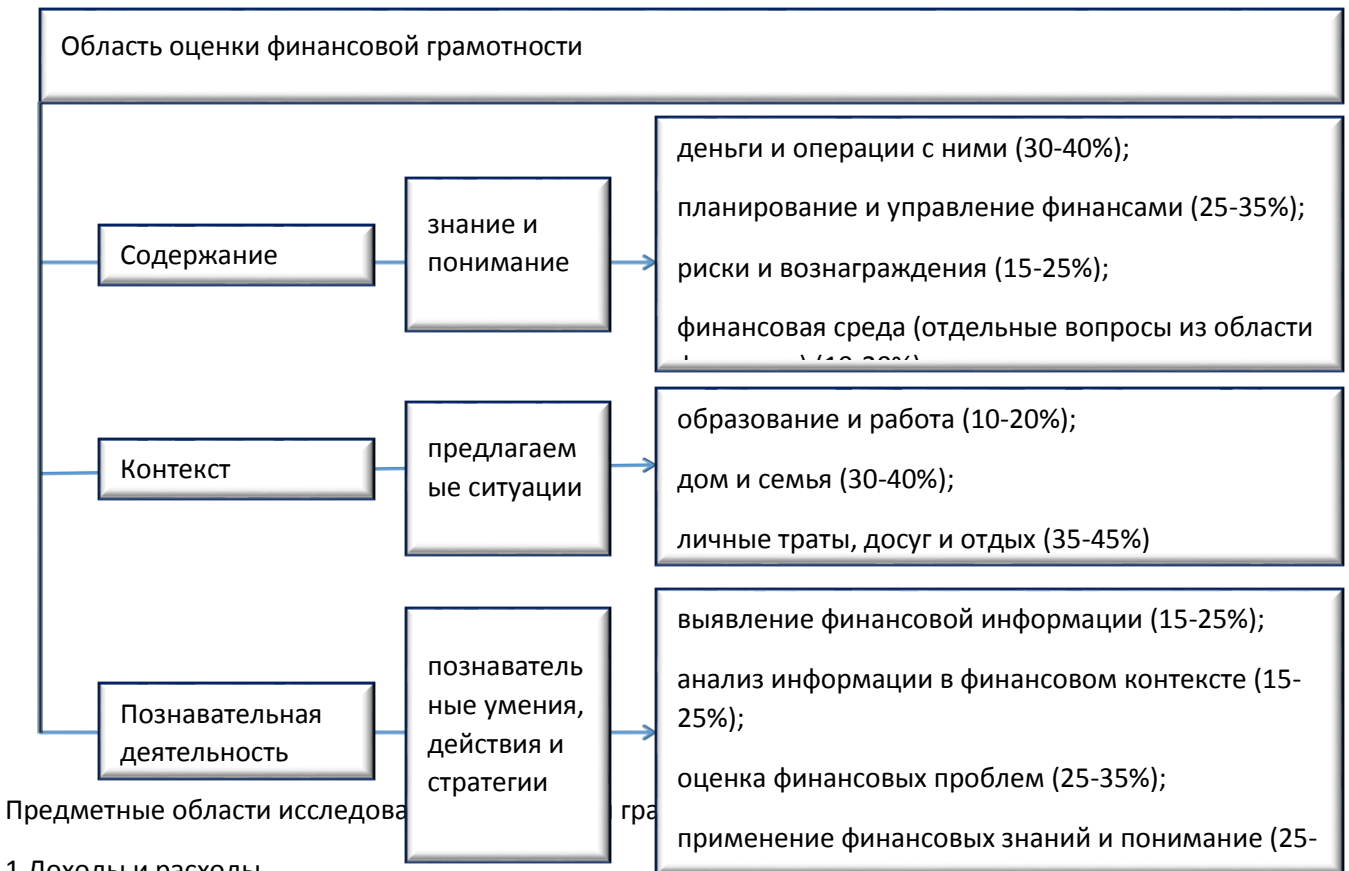 Область оценки финансовой грамотности
Содержание
знание и
понимание
деньги и операции с ними (30-40%);
планирование и управление финансами (25-35%);
риски и вознаграждения (15-25%);
финансовая среда (отдельные вопросы из области
Контекст
предлагаем
ые ситуации
образование и работа (10-20%);
дом и семья (30-40%);
личные траты, досуг и отдых (35-45%)
Познавательная
деятельность
познаватель
ные умения,
действия и
стратегии
выявление финансовой информации (15-25%);
анализ информации в финансовом контексте (15-
25%);
оценка финансовых проблем (25-35%);
применение финансовых знаний и понимание (25-
Предметные области исследова гра
1 Доходы и расходы